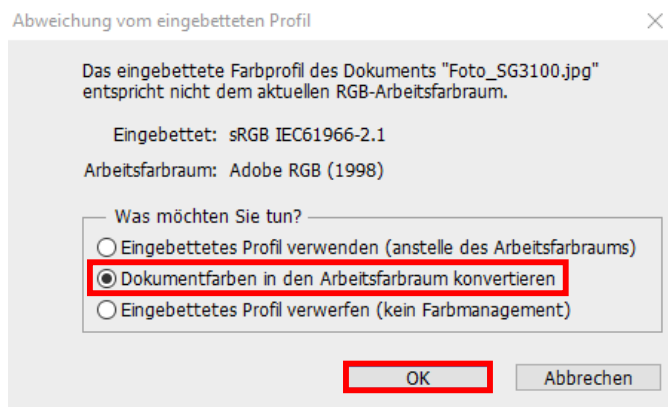 Abweichung vom eingebetteten Profil
Das eingebettete Farbprofil des Dokuments "Foto_SG3100.jpg"
entspricht nicht dem aktuellen RGB-Arbeitsfarbraum.
Eingebettet: sRGB IEC61966-2.1
Arbeitsfarbraum: Adobe RGB (1998)
Was möchten Sie tun?
Eingebettetes Profil verwenden (anstelle des Arbeitsfarbraums)
Dokumentfarben in den Arbeitsfarbraum konvertieren
Eingebettetes Profil verwerfen (kein Farbmanagement)
OK Abbrechen